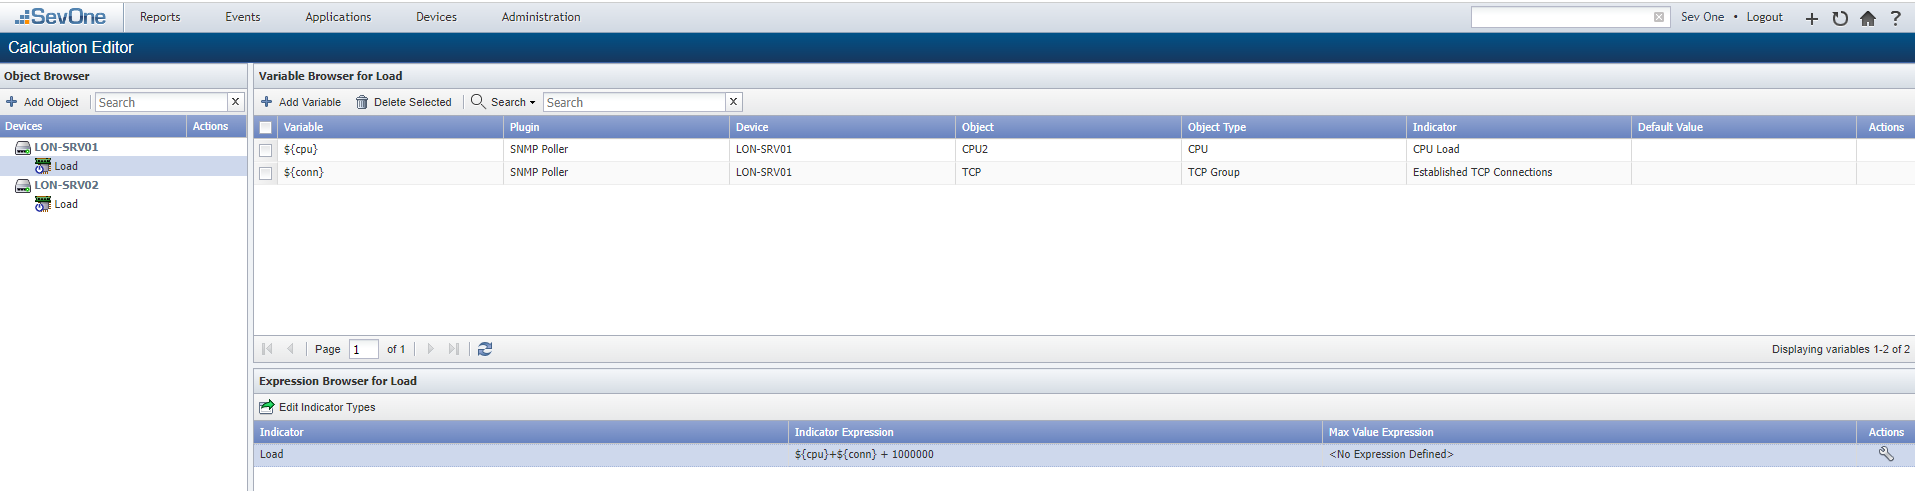 SevOne Reports Events Applications Devices Administration Sev One • Logout
Calculation Editor
Object Browser
Add Object Search X
Devices Actions
LON-SRV01
Load
LON-SRV02
Load
Variable Browser for Load
Add Variable Delete Selected Search Search X
Variable Plugin Device Object Object Type Indicator Default Value Actions
${cpu} SNMP Poller LON-SRV01 CPU2 CPU CPU Load
${conn} SNMP Poller LON-SRV01 TCP TCP Group Established TCP Connections
Page 1 of 1 Displaying variables 1-2 of 2
Expression Browser for Load
Edit Indicator Types
Indicator Indicator Expression Max Value Expression Actions
Load ${cpu}+${conn} + 1000000 <No Expression Defined>